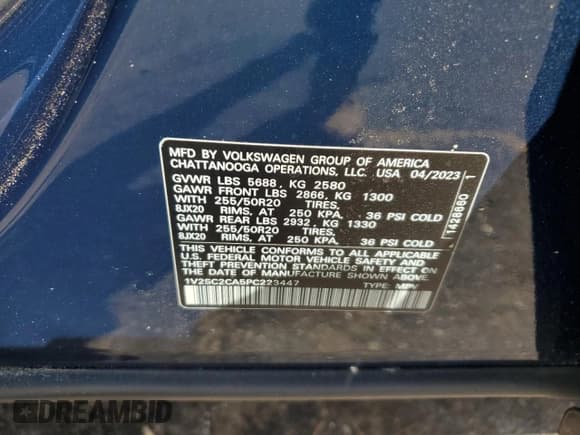 MFD BY VOLKSWAGEN GROUP OF AMERICA
CHATTANOOGA OPERATIONS, LLC. USA 04/2023
GVWR LBS 5688, KG 2580
GAWR FRONT LBS 2866, KG 1300
WITH 255/50R20 TIRES,
8JX20 RIMS, AT 250 KPA. 36 PSI COLD
GAWR REAR LBS 2932, KG 1330
WITH 255/50R20 TIRES,
8JX20 RIMS, AT 250 KPA. 36 PSI COLD
THIS VEHICLE CONFORMS TO ALL APPLICABLE
U.S. FEDERAL MOTOR VEHICLE SAFETY AND
THEFT PREVENTION STANDARDS IN EFFECT ON
THE DATE OF MANUFACTURE SHOWN ABOVE.
1V2SC2CA5PC223447 TYPE: MPV
DREAMBID